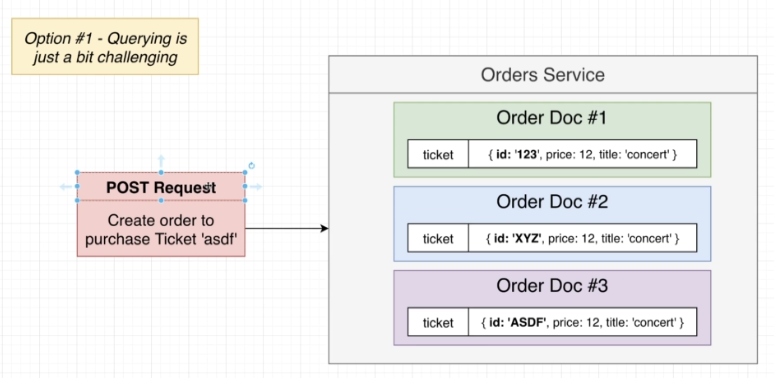 Option #1 - Querying is
just a bit challenging
Orders Service
Order Doc #1
ticket { id: '123', price: 12, title: 'concert' }
POST Request
Create order to
purchase Ticket 'asdf'
Order Doc #2
ticket { id: 'XYZ', price: 12, title: 'concert' }
Order Doc #3
ticket { id: 'ASDF', price: 12, title: 'concert' }